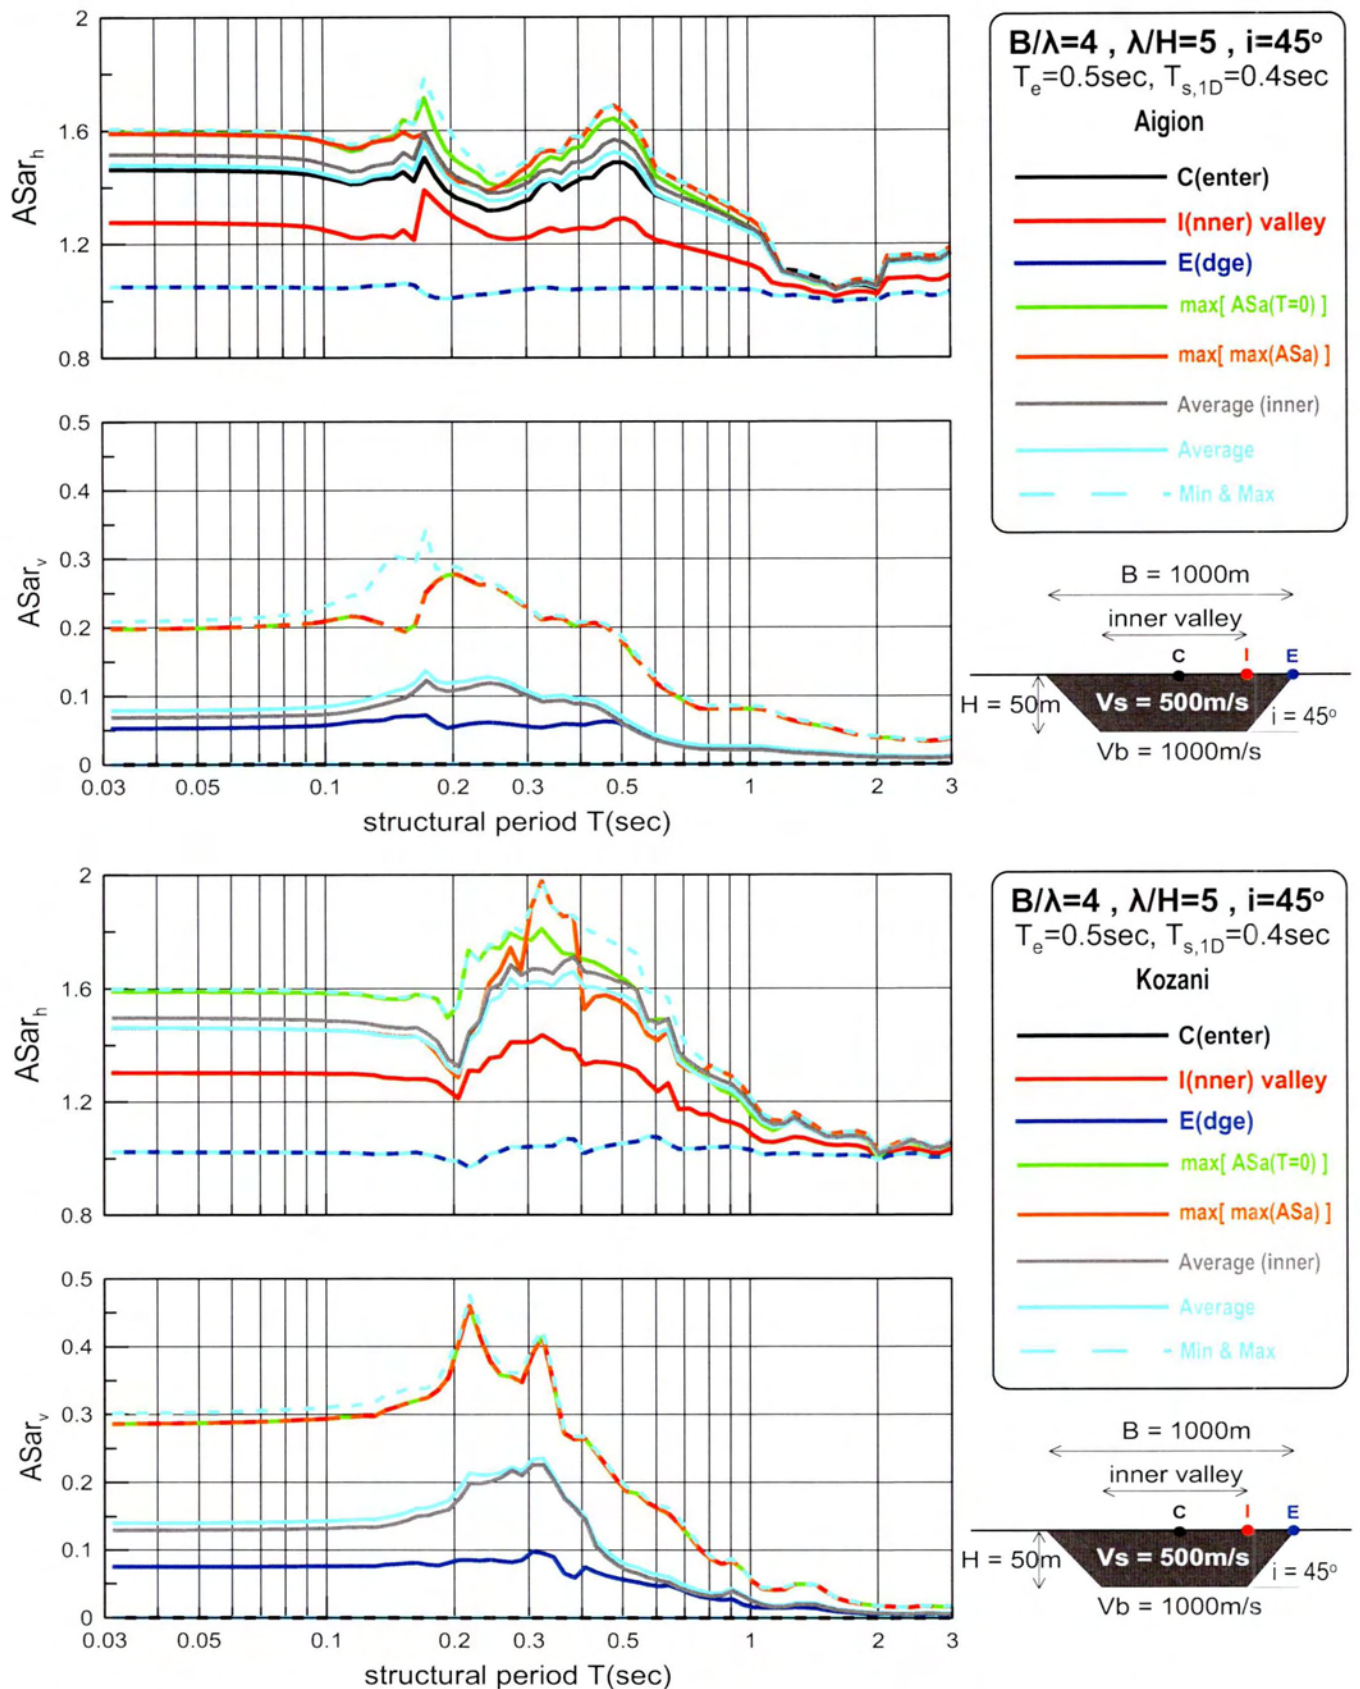 2
1.6
1.2
0.8
ASar_h
0.5
0.4
0.3
0.2
0.1
0
ASar_v
0.03 0.05 0.1 0.2 0.3 0.5 1 2 3
structural period T(sec)
B/λ=4 , λ/H=5 , i=45°
T_e=0.5sec, T_s,1D=0.4sec
Aigion
C(enter)
I(nner) valley
E(dge)
max[ ASa(T=0) ]
max[ max(ASa) ]
Average (inner)
Average
Min & Max
B = 1000m
inner valley
C I E
H = 50m
Vs = 500m/s
i = 45°
Vb = 1000m/s
2
1.6
1.2
0.8
ASar_h
0.5
0.4
0.3
0.2
0.1
0
ASar_v
0.03 0.05 0.1 0.2 0.3 0.5 1 2 3
structural period T(sec)
B/λ=4 , λ/H=5 , i=45°
T_e=0.5sec, T_s,1D=0.4sec
Kozani
C(enter)
I(nner) valley
E(dge)
max[ ASa(T=0) ]
max[ max(ASa) ]
Average (inner)
Average
Min & Max
B = 1000m
inner valley
C I E
H = 50m
Vs = 500m/s
i = 45°
Vb = 1000m/s